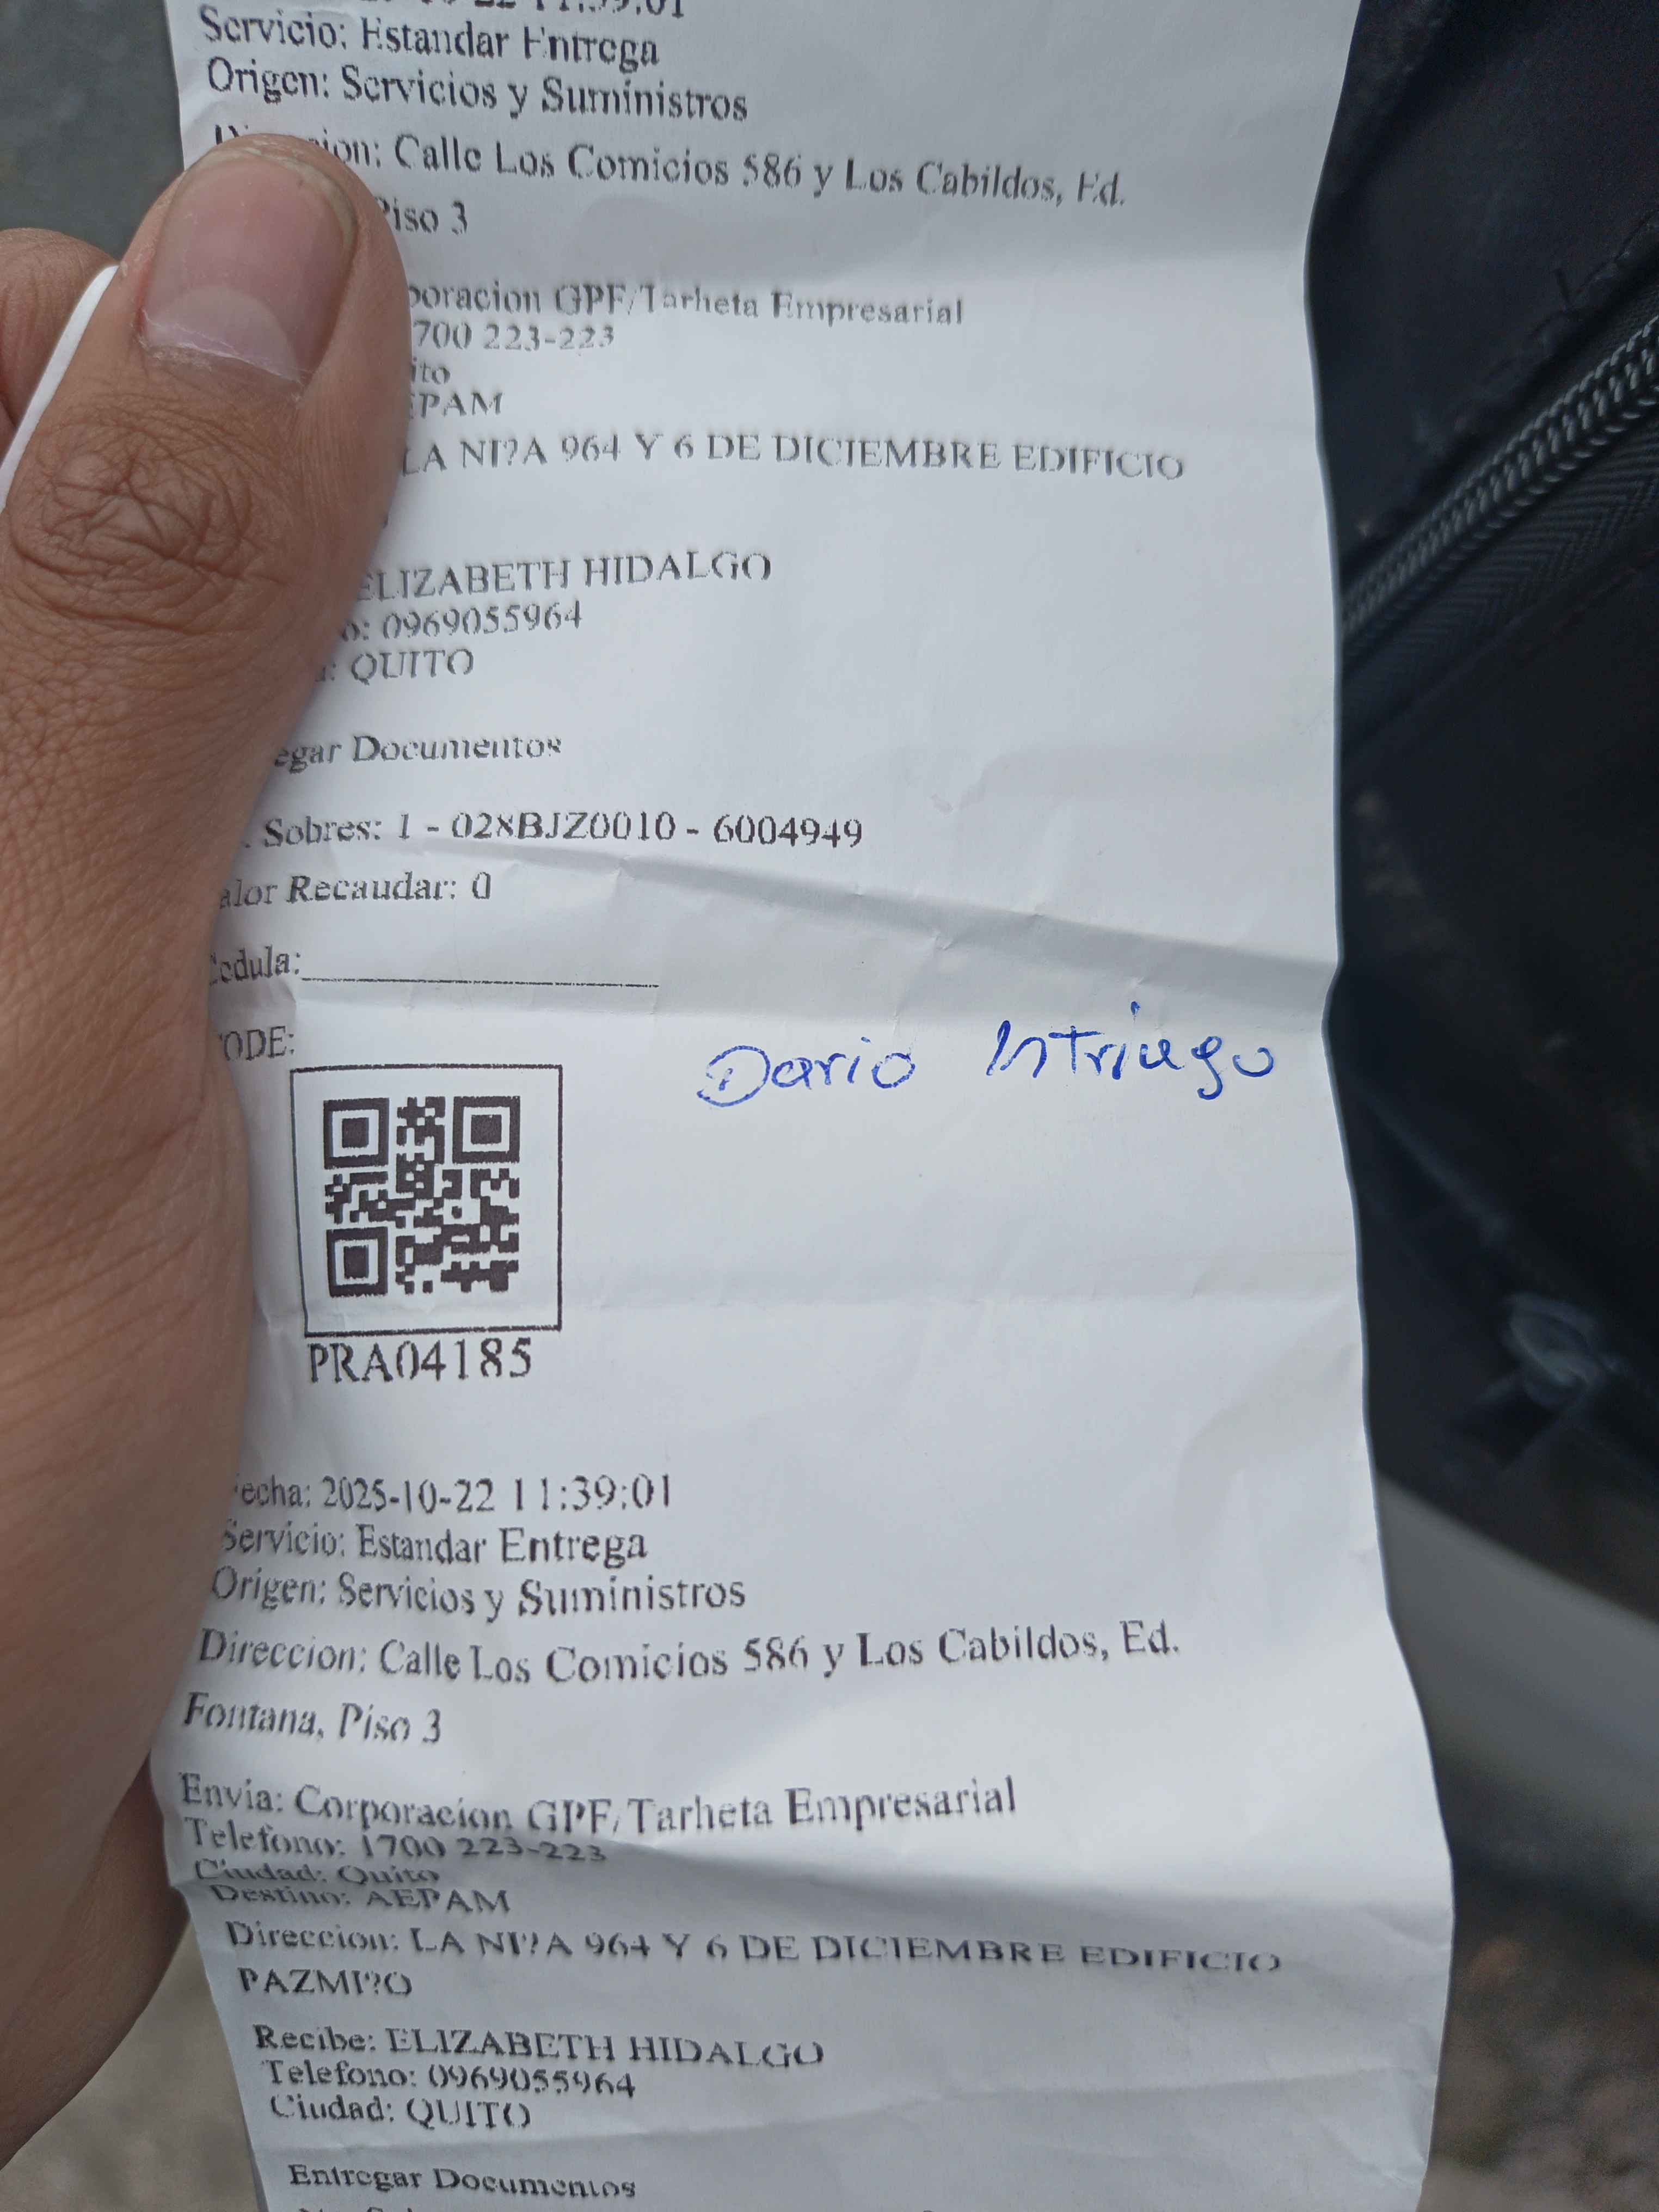 Servicio: Estandar Entrega
Origen: Servicios y Suministros
Calle Los Comicios 586 y Los Cabildos, Ed.
Piso 3
poracion GPF/Tarheta Empresarial
700 223-223
ito
EPAM
LA NI?A 964 Y 6 DE DICIEMBRE EDIFICIO
ELIZABETH HIDALGO
o: 0969055964
: QUITO
egar Documentos
. Sobres: 1 - 028BJZ0010 - 6004949
alor Recaudar: 0
edula:
ODE:
Dario Intriago
PRA04185
echa: 2025-10-22 11:39:01
Servicio: Estandar Entrega
Origen: Servicios y Suministros
Direccion: Calle Los Comicios 586 y Los Cabildos, Ed.
Fontana, Piso 3
Envia: Corporacion GPF/Tarheta Empresarial
Telefono: 1700 223-223
Ciudad: Quito
Destino: AEPAM
Direccion: LA NI?A 964 Y 6 DE DICIEMBRE EDIFICIO
PAZMI?O
Recibe: ELIZABETH HIDALGO
Telefono: 0969055964
Ciudad: QUITO
Entregar Documentos